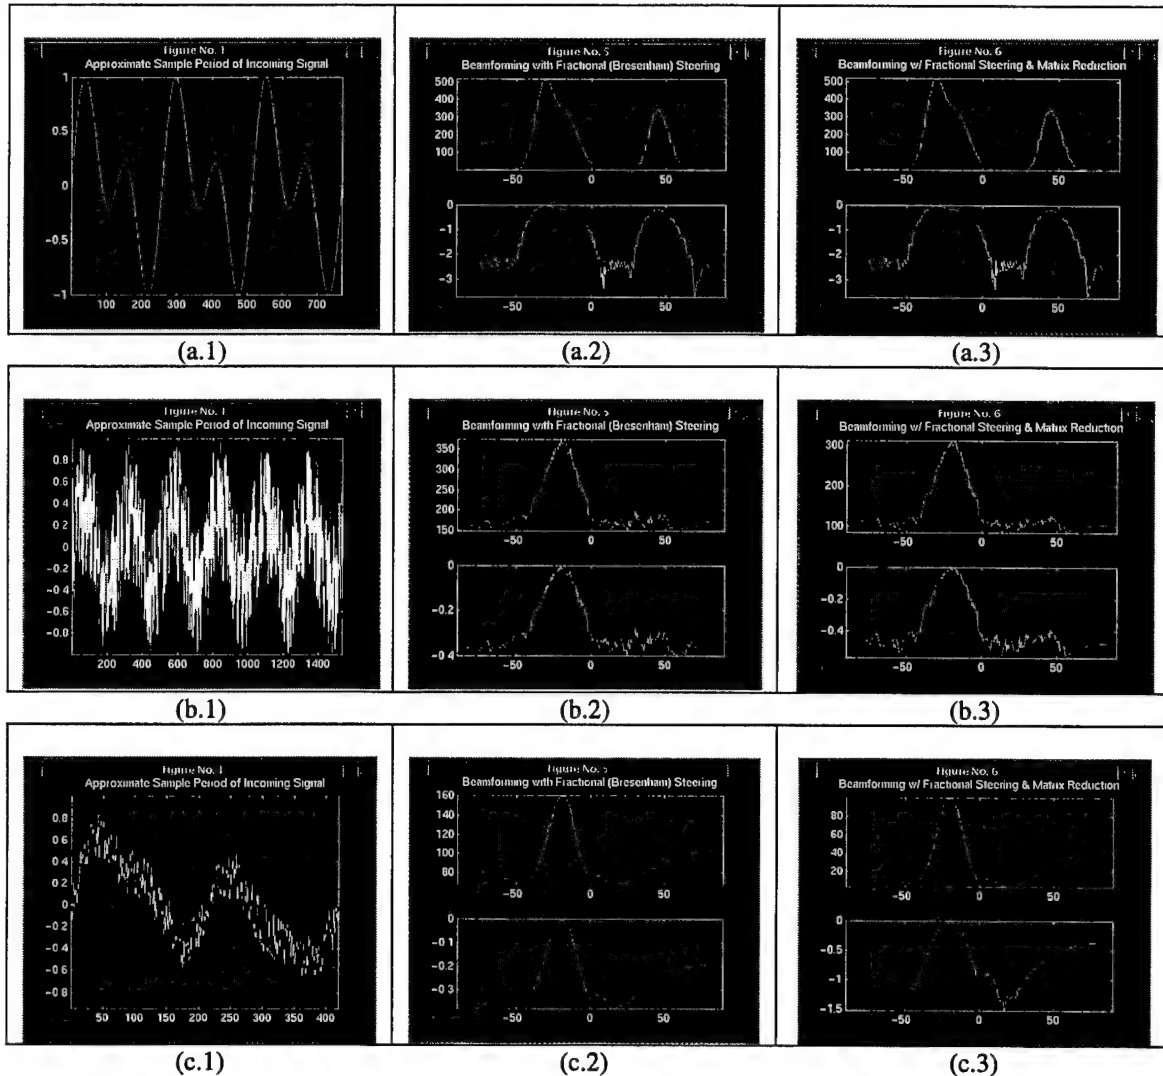 Figure No. 1
Approximate Sample Period of Incoming Signal
1
0.5
0
−0.5
−1
100 200 300 400 500 600 700
(a.1)
Figure No. 5
Beamforming with Fractional (Bresenham) Steering
500
400
300
200
100
−50 0 50
0
−1
−2
−3
−50 0 50
(a.2)
Figure No. 6
Beamforming w/ Fractional Steering & Matrix Reduction
500
400
300
200
100
−50 0 50
0
−1
−2
−3
−50 0 50
(a.3)
Figure No. 1
Approximate Sample Period of Incoming Signal
0.8
0.6
0.4
0.2
0
−0.2
−0.4
−0.6
−0.8
200 400 600 800 1000 1200 1400
(b.1)
Figure No. 5
Beamforming with Fractional (Bresenham) Steering
350
300
250
200
150
−50 0 50
0
−0.2
−0.4
−50 0 50
(b.2)
Figure No. 6
Beamforming w/ Fractional Steering & Matrix Reduction
300
200
100
−50 0 50
0
−0.2
−0.4
−50 0 50
(b.3)
Figure No. 1
Approximate Sample Period of Incoming Signal
0.8
0.6
0.4
0.2
0
−0.2
−0.4
−0.6
−0.8
50 100 150 200 250 300 350 400
(c.1)
Figure No. 5
Beamforming with Fractional (Bresenham) Steering
160
140
120
100
80
−50 0 50
0
−0.1
−0.2
−0.3
−50 0 50
(c.2)
Figure No. 6
Beamforming w/ Fractional Steering & Matrix Reduction
80
60
40
20
−50 0 50
0
−0.5
−1
−1.5
−50 0 50
(c.3)